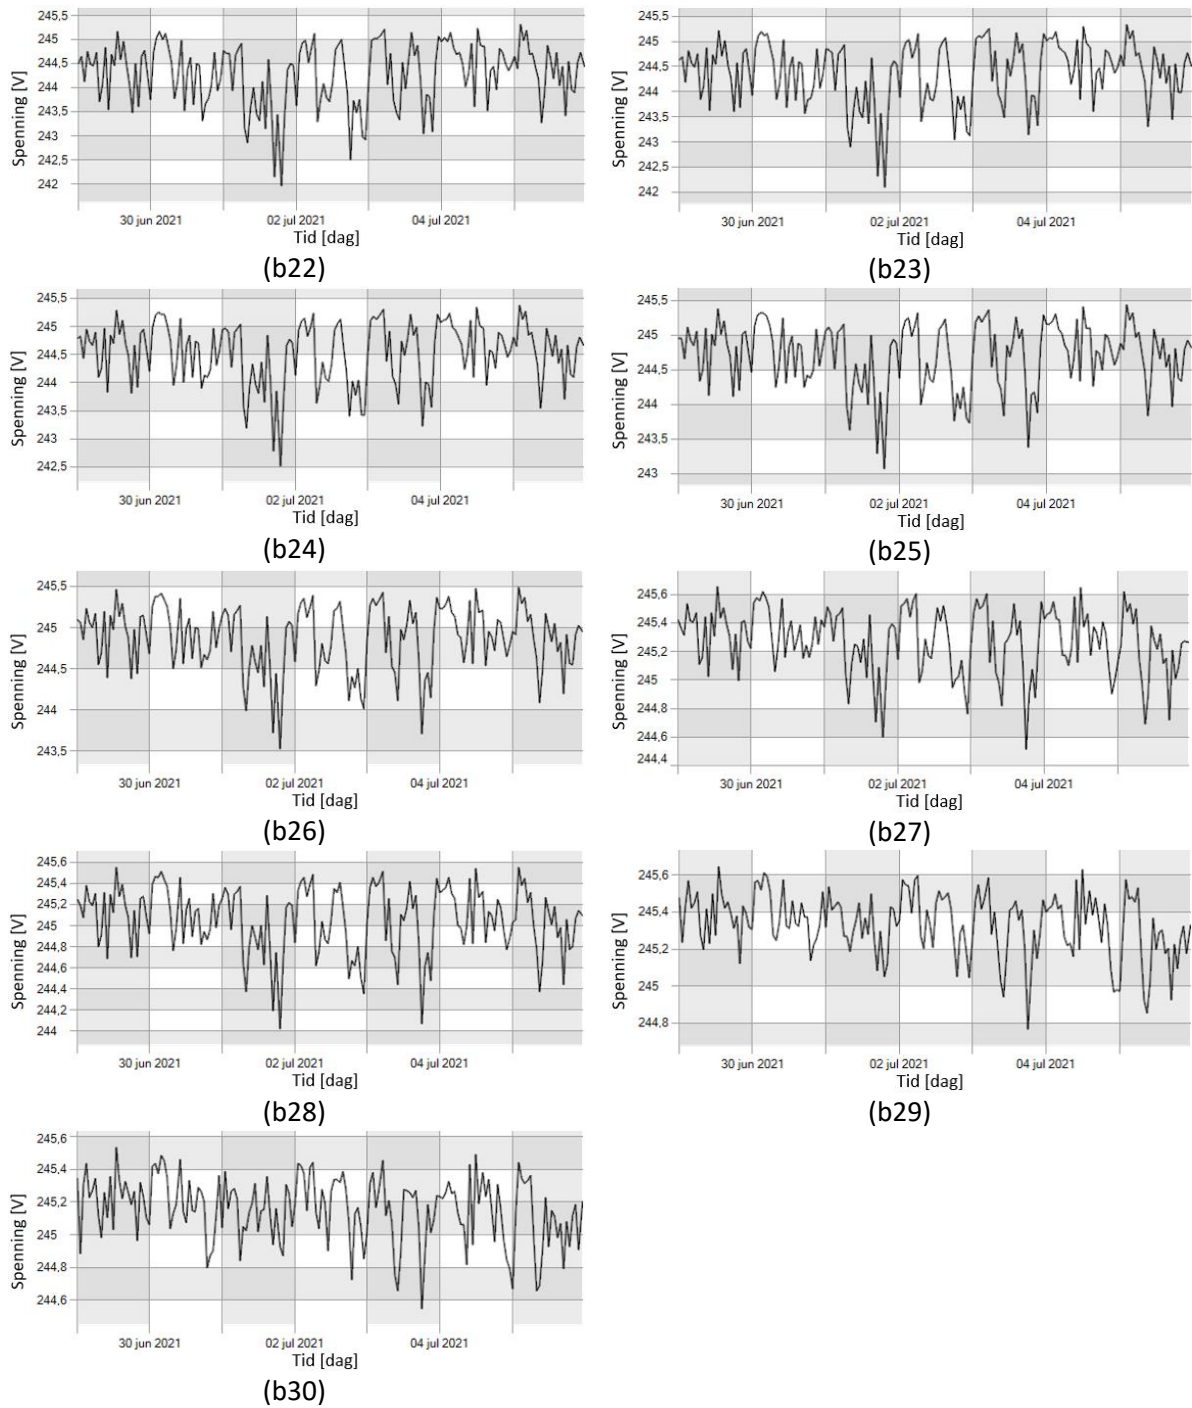 245,5
245
244,5
244
243,5
243
242,5
242
Spenning [V]
30 jun 2021 02 jul 2021 04 jul 2021
Tid [dag]
(b22)
245,5
245
244,5
244
243,5
243
242,5
242
Spenning [V]
30 jun 2021 02 jul 2021 04 jul 2021
Tid [dag]
(b23)
245,5
245
244,5
244
243,5
243
242,5
Spenning [V]
30 jun 2021 02 jul 2021 04 jul 2021
Tid [dag]
(b24)
245,5
245
244,5
244
243,5
243
Spenning [V]
30 jun 2021 02 jul 2021 04 jul 2021
Tid [dag]
(b25)
245,5
245
244,5
244
243,5
Spenning [V]
30 jun 2021 02 jul 2021 04 jul 2021
Tid [dag]
(b26)
245,6
245,4
245,2
245
244,8
244,6
244,4
Spenning [V]
30 jun 2021 02 jul 2021 04 jul 2021
Tid [dag]
(b27)
245,6
245,4
245,2
245
244,8
244,6
244,4
244,2
244
Spenning [V]
30 jun 2021 02 jul 2021 04 jul 2021
Tid [dag]
(b28)
245,6
245,4
245,2
245
244,8
Spenning [V]
30 jun 2021 02 jul 2021 04 jul 2021
Tid [dag]
(b29)
245,6
245,4
245,2
245
244,8
244,6
Spenning [V]
30 jun 2021 02 jul 2021 04 jul 2021
Tid [dag]
(b30)